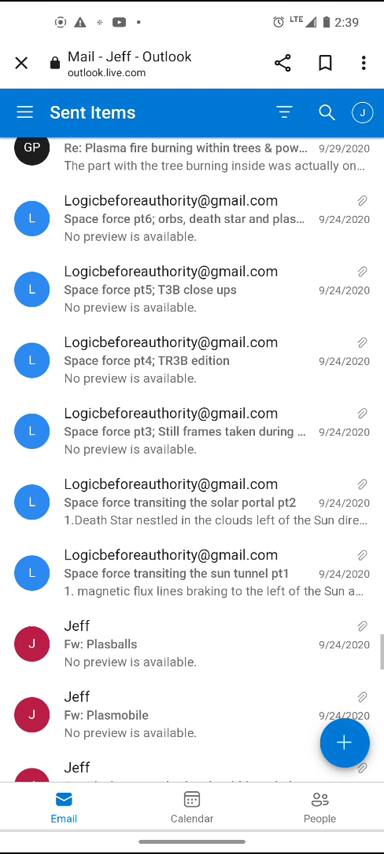 LTE 2:39
Mail - Jeff - Outlook
outlook.live.com
Sent Items
J
GP
Re: Plasma fire burning within trees & pow... 9/29/2020
The part with the tree burning inside was actually on...
L
Logicbeforeauthority@gmail.com
Space force pt6; orbs, death star and plas... 9/24/2020
No preview is available.
L
Logicbeforeauthority@gmail.com
Space force pt5; T3B close ups 9/24/2020
No preview is available.
L
Logicbeforeauthority@gmail.com
Space force pt4; TR3B edition 9/24/2020
No preview is available.
L
Logicbeforeauthority@gmail.com
Space force pt3; Still frames taken during ... 9/24/2020
No preview is available.
L
Logicbeforeauthority@gmail.com
Space force transiting the solar portal pt2 9/24/2020
1.Death Star nestled in the clouds left of the Sun dire...
L
Logicbeforeauthority@gmail.com
Space force transiting the sun tunnel pt1 9/24/2020
1. magnetic flux lines braking to the left of the Sun a...
J
Jeff
Fw: Plasballs 9/24/2020
No preview is available.
J
Jeff
Fw: Plasmobile 9/24/2020
No preview is available.
Jeff
Email Calendar People